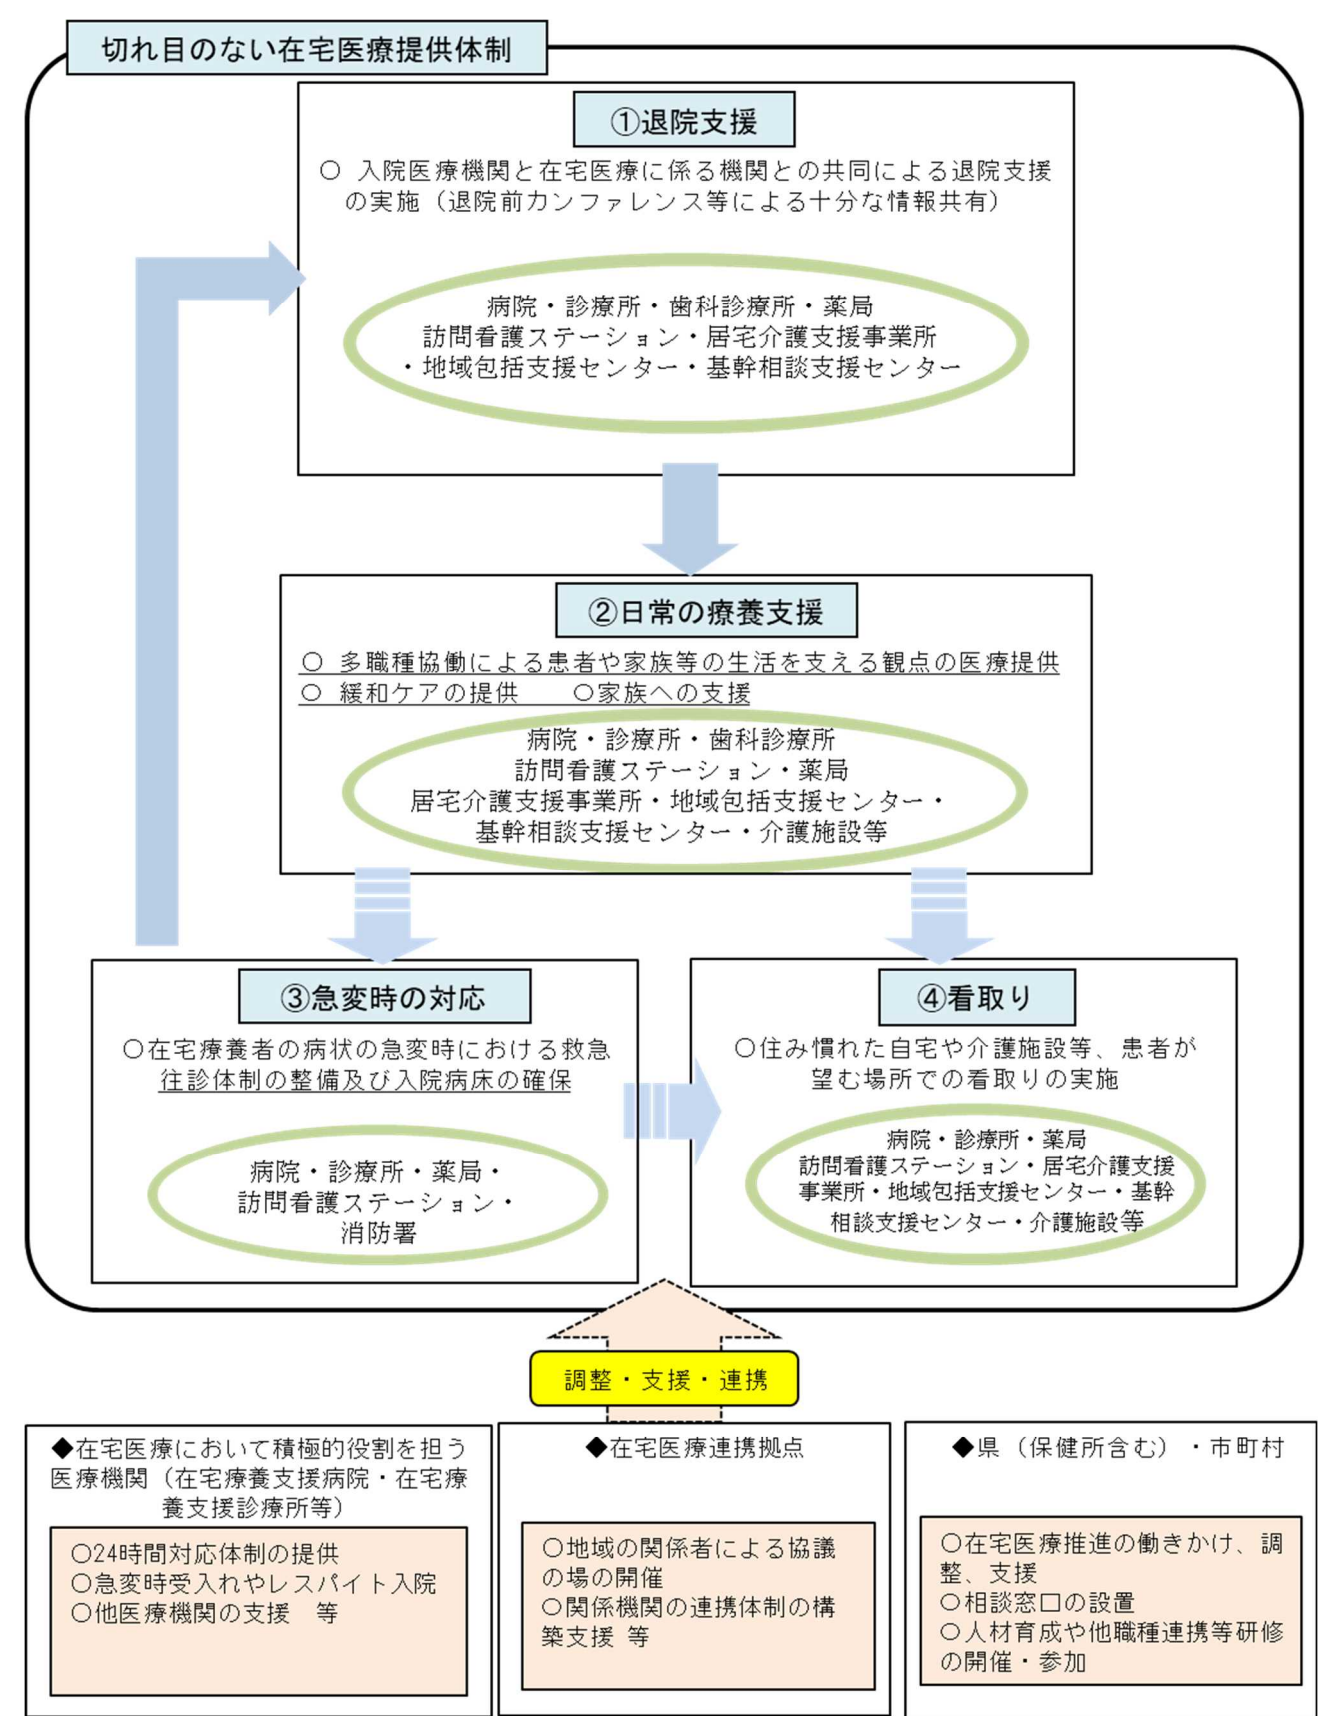 切れ目のない在宅医療提供体制
①退院支援
○ 入院医療機関と在宅医療に係る機関との共同による退院支援
の実施（退院前カンファレンス等による十分な情報共有）
病院・診療所・歯科診療所・薬局
訪問看護ステーション・居宅介護支援事業所
・地域包括支援センター・基幹相談支援センター
②日常の療養支援
○ 多職種協働による患者や家族等の生活を支える観点の医療提供
○ 緩和ケアの提供　　○家族への支援
病院・診療所・歯科診療所
訪問看護ステーション・薬局
居宅介護支援事業所・地域包括支援センター・
基幹相談支援センター・介護施設等
③急変時の対応
○在宅療養者の病状の急変時における救急
往診体制の整備及び入院病床の確保
病院・診療所・薬局・
訪問看護ステーション・
消防署
④看取り
○住み慣れた自宅や介護施設等、患者が
望む場所での看取りの実施
病院・診療所・薬局
訪問看護ステーション・居宅介護支援
事業所・地域包括支援センター・基幹
相談支援センター・介護施設等
調整・支援・連携
◆在宅医療において積極的役割を担う
医療機関（在宅療養支援病院・在宅療
養支援診療所等）
○24時間対応体制の提供
○急変時受入れやレスパイト入院
○他医療機関の支援　等
◆在宅医療連携拠点
○地域の関係者による協議
の場の開催
○関係機関の連携体制の構
築支援 等
◆県（保健所含む）・市町村
○在宅医療推進の働きかけ、調
整、支援
○相談窓口の設置
○人材育成や他職種連携等研修
の開催・参加